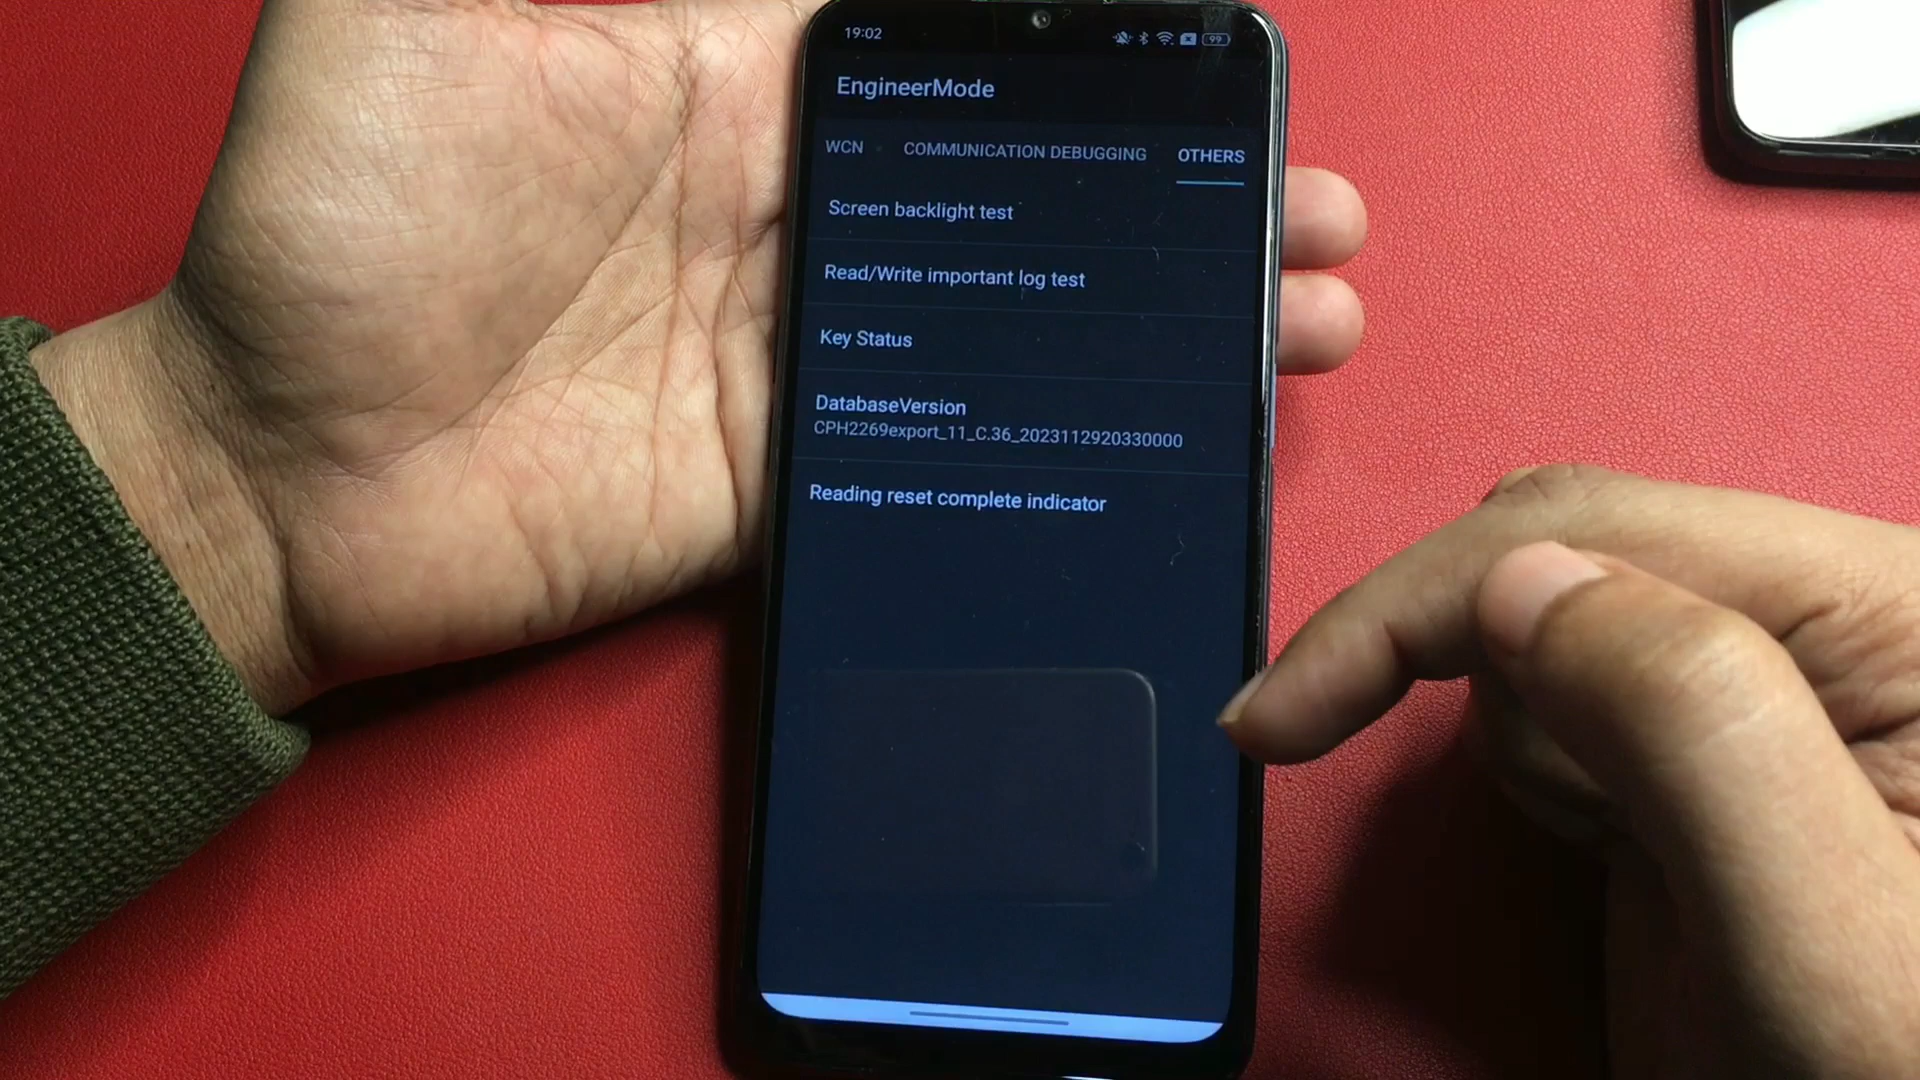 19:02
99
EngineerMode
WCN COMMUNICATION DEBUGGING OTHERS
Screen backlight test
Read/Write important log test
Key Status
DatabaseVersion
CPH2269export_11_C.36_2023112920330000
Reading reset complete indicator